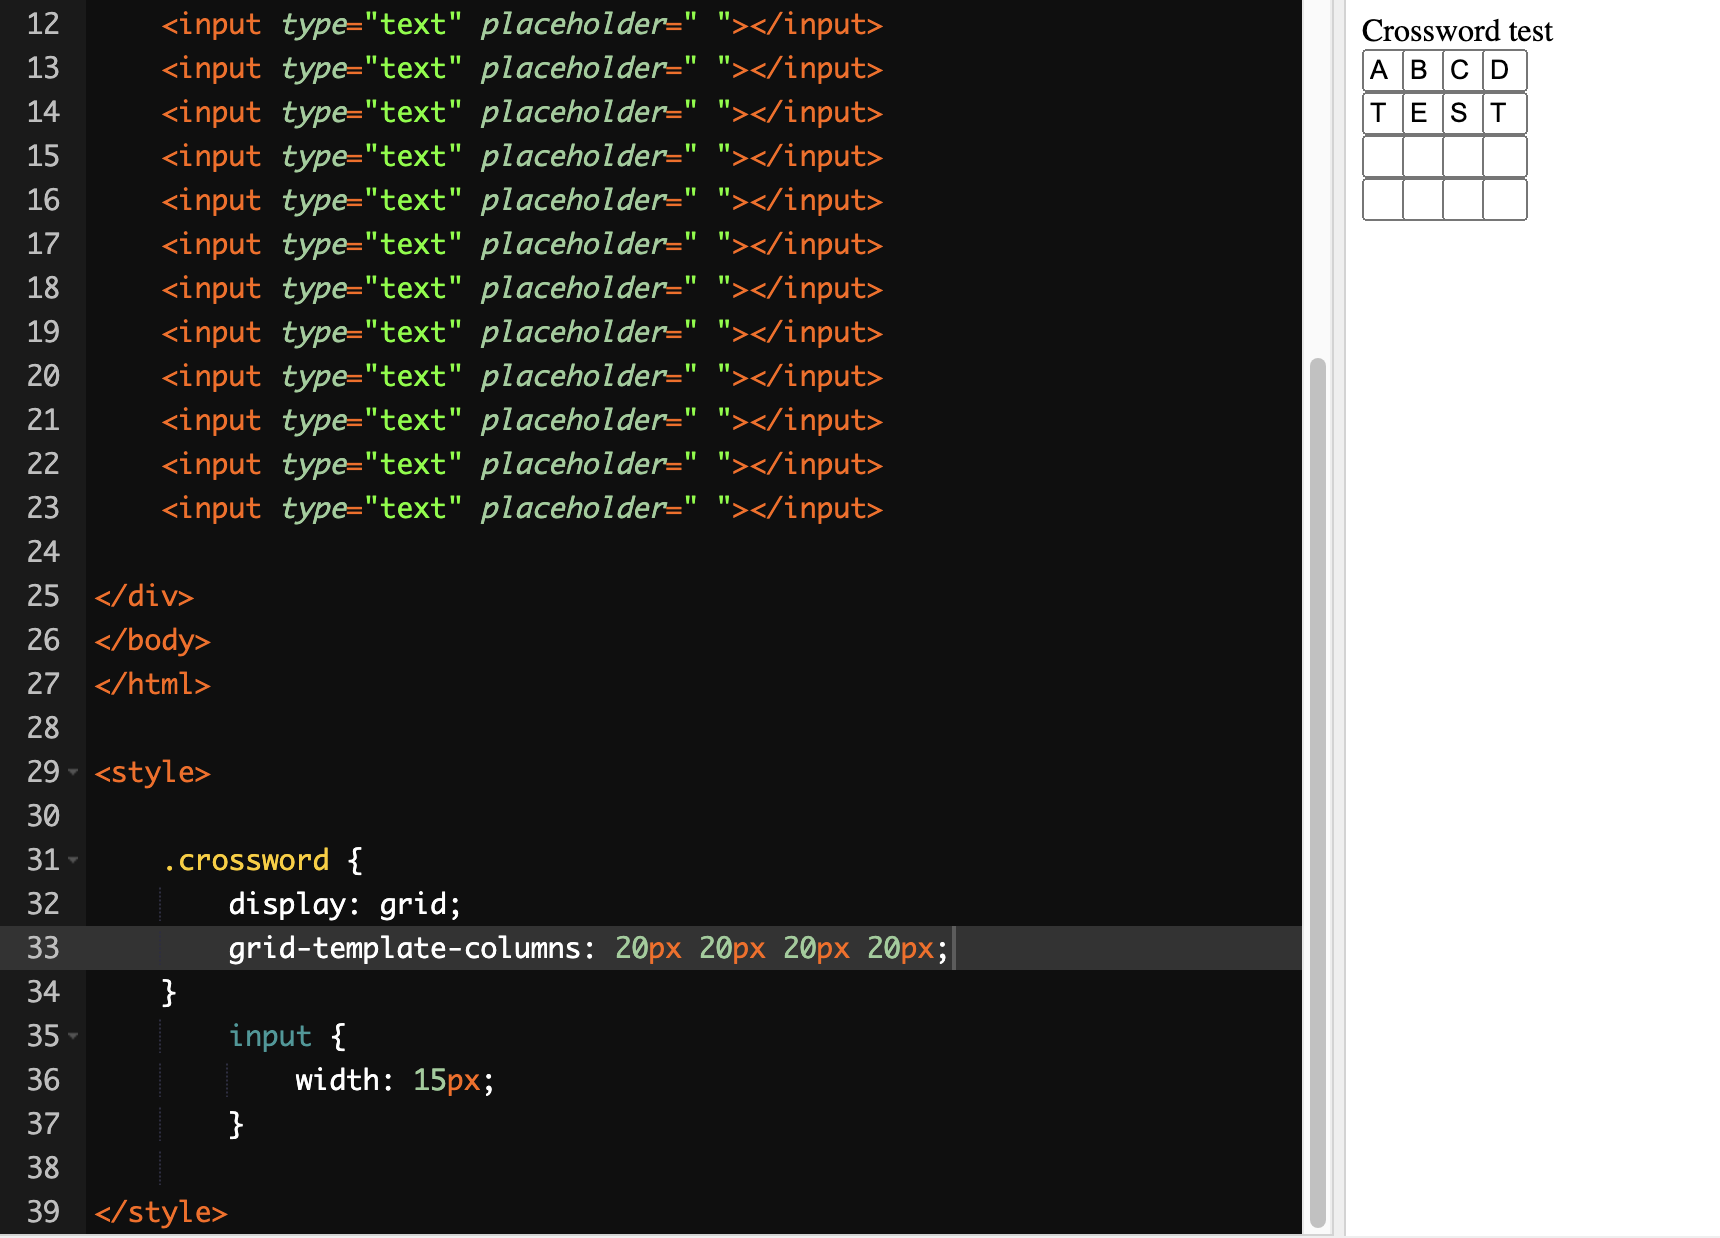 12 <input type="text" placeholder=" "></input>
13 <input type="text" placeholder=" "></input>
14 <input type="text" placeholder=" "></input>
15 <input type="text" placeholder=" "></input>
16 <input type="text" placeholder=" "></input>
17 <input type="text" placeholder=" "></input>
18 <input type="text" placeholder=" "></input>
19 <input type="text" placeholder=" "></input>
20 <input type="text" placeholder=" "></input>
21 <input type="text" placeholder=" "></input>
22 <input type="text" placeholder=" "></input>
23 <input type="text" placeholder=" "></input>
24
25 </div>
26 </body>
27 </html>
28
29 <style>
30
31 .crossword {
32 display: grid;
33 grid-template-columns: 20px 20px 20px 20px;
34 }
35 input {
36 width: 15px;
37 }
38
39 </style>
Crossword test
A B C D
T E S T